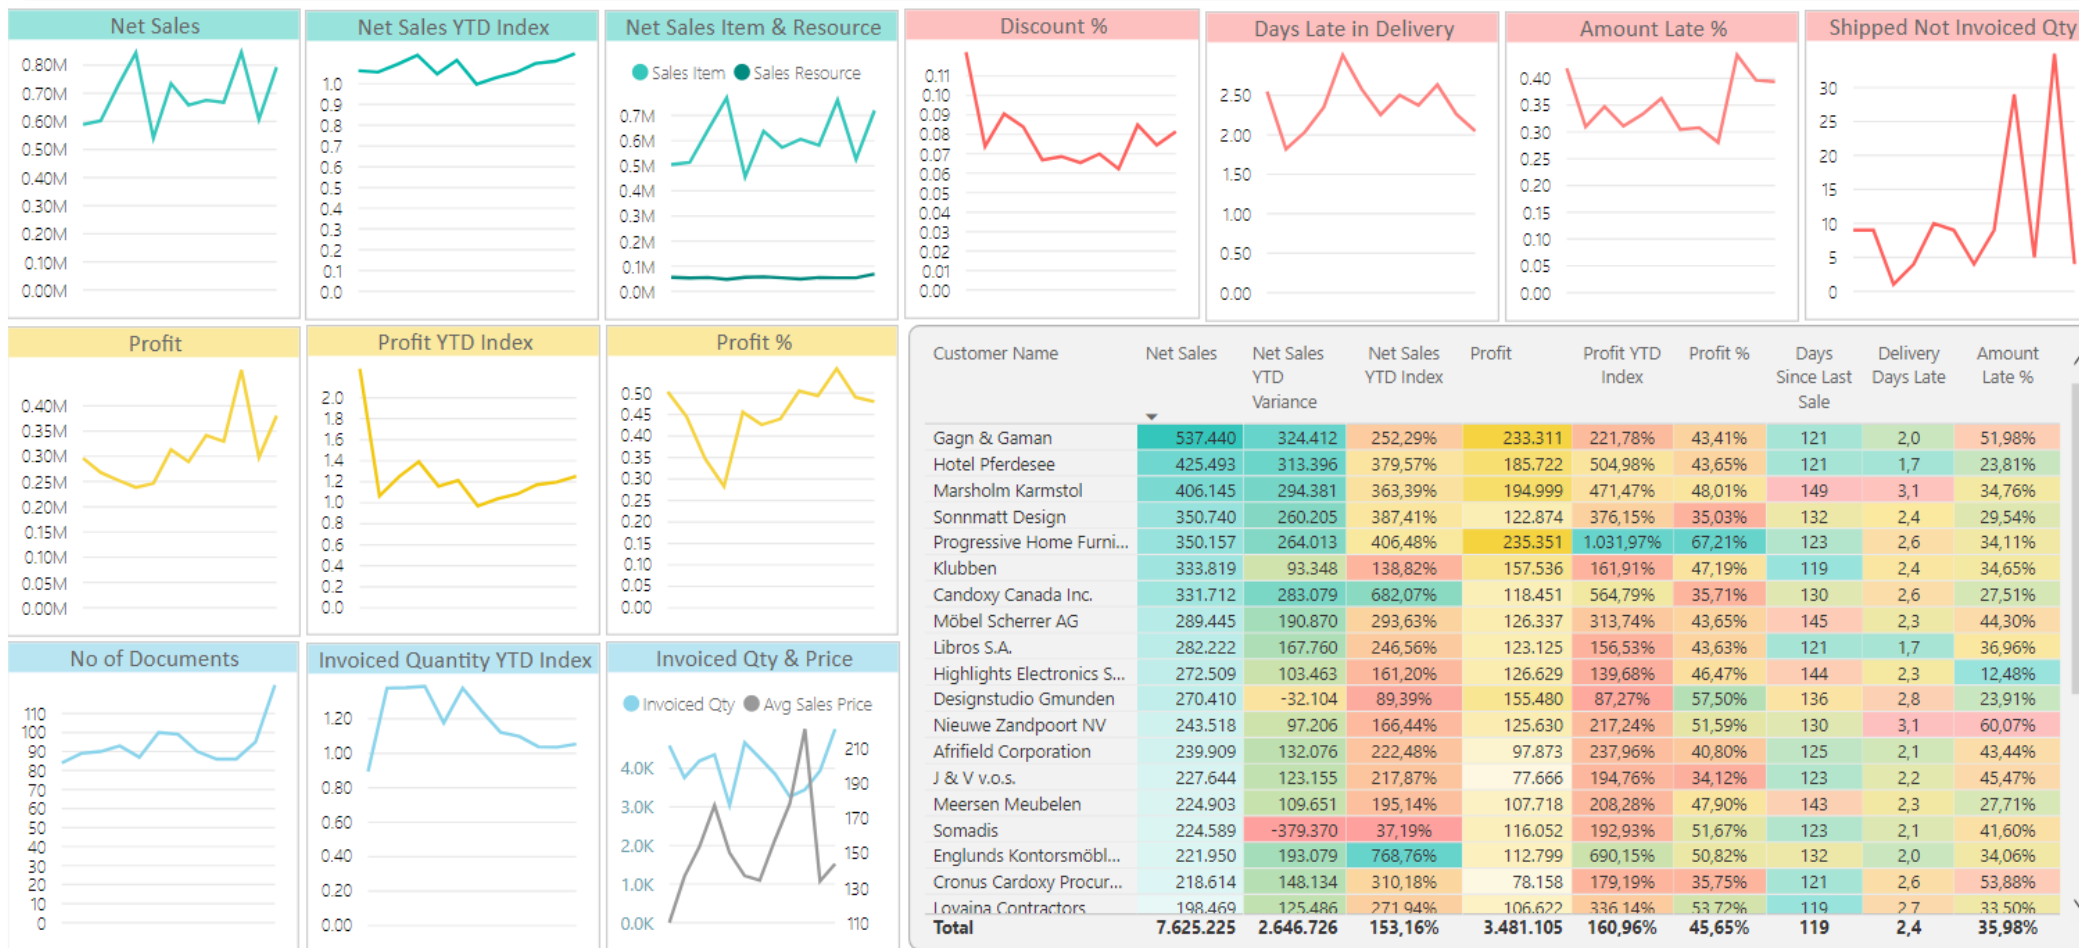 Net Sales
0.80M
0.70M
0.60M
0.50M
0.40M
0.30M
0.20M
0.10M
0.00M
Net Sales YTD Index
1.0
0.9
0.8
0.7
0.6
0.5
0.4
0.3
0.2
0.1
0.0
Net Sales Item & Resource
Sales Item Sales Resource
0.7M
0.6M
0.5M
0.4M
0.3M
0.2M
0.1M
0.0M
Discount %
0.11
0.10
0.09
0.08
0.07
0.06
0.05
0.04
0.03
0.02
0.01
0.00
Days Late in Delivery
2.50
2.00
1.50
1.00
0.50
0.00
Amount Late %
0.40
0.35
0.30
0.25
0.20
0.15
0.10
0.05
0.00
Shipped Not Invoiced Qty
30
25
20
15
10
5
0
Profit
0.40M
0.35M
0.30M
0.25M
0.20M
0.15M
0.10M
0.05M
0.00M
Profit YTD Index
2.0
1.8
1.6
1.4
1.2
1.0
0.8
0.6
0.4
0.2
0.0
Profit %
0.50
0.45
0.40
0.35
0.30
0.25
0.20
0.15
0.10
0.05
0.00
No of Documents
110
100
90
80
70
60
50
40
30
20
10
0
Invoiced Quantity YTD Index
1.20
1.00
0.80
0.60
0.40
0.20
0.00
Invoiced Qty & Price
Invoiced Qty Avg Sales Price
4.0K
3.0K
2.0K
1.0K
0.0K
210
190
170
150
130
110
Customer Name Net Sales Net Sales Net Sales Profit Profit YTD Profit % Days Delivery Amount
YTD YTD Index Index Since Last Days Late Late %
Variance Sale
Gagn & Gaman 537.440 324.412 252,29% 233.311 221,78% 43,41% 121 2,0 51,98%
Hotel Pferdesee 425.493 313.396 379,57% 185.722 504,98% 43,65% 121 1,7 23,81%
Marsholm Karmstol 406.145 294.381 363,39% 194.999 471,47% 48,01% 149 3,1 34,76%
Sonnmatt Design 350.740 260.205 387,41% 122.874 376,15% 35,03% 132 2,4 29,54%
Progressive Home Furni... 350.157 264.013 406,48% 235.351 1.031,97% 67,21% 123 2,6 34,11%
Klubben 333.819 93.348 138,82% 157.536 161,91% 47,19% 119 2,4 34,65%
Candoxy Canada Inc. 331.712 283.079 682,07% 118.451 564,79% 35,71% 130 2,6 27,51%
Möbel Scherrer AG 289.445 190.870 293,63% 126.337 313,74% 43,65% 145 2,3 44,30%
Libros S.A. 282.222 167.760 246,56% 123.125 156,53% 43,63% 121 1,7 36,96%
Highlights Electronics S... 272.509 103.463 161,20% 126.629 139,68% 46,47% 144 2,3 12,48%
Designstudio Gmunden 270.410 -32.104 89,39% 155.480 87,27% 57,50% 136 2,8 23,91%
Nieuwe Zandpoort NV 243.518 97.206 166,44% 125.630 217,24% 51,59% 130 3,1 60,07%
Afrifield Corporation 239.909 132.076 222,48% 97.873 237,96% 40,80% 125 2,1 43,44%
J & V v.o.s. 227.644 123.155 217,87% 77.666 194,76% 34,12% 123 2,2 45,47%
Meersen Meubelen 224.903 109.651 195,14% 107.718 208,28% 47,90% 143 2,3 27,71%
Somadis 224.589 -379.370 37,19% 116.052 192,93% 51,67% 123 2,1 41,60%
Englunds Kontorsmöbl... 221.950 193.079 768,76% 112.799 690,15% 50,82% 132 2,0 34,06%
Cronus Cardoxy Procur... 218.614 148.134 310,18% 78.158 179,19% 35,75% 121 2,6 53,88%
Lovaina Contractors 198.469 125.486 271,94% 106.622 336,14% 53,72% 119 2,7 33,50%
Total 7.625.225 2.646.726 153,16% 3.481.105 160,96% 45,65% 119 2,4 35,98%